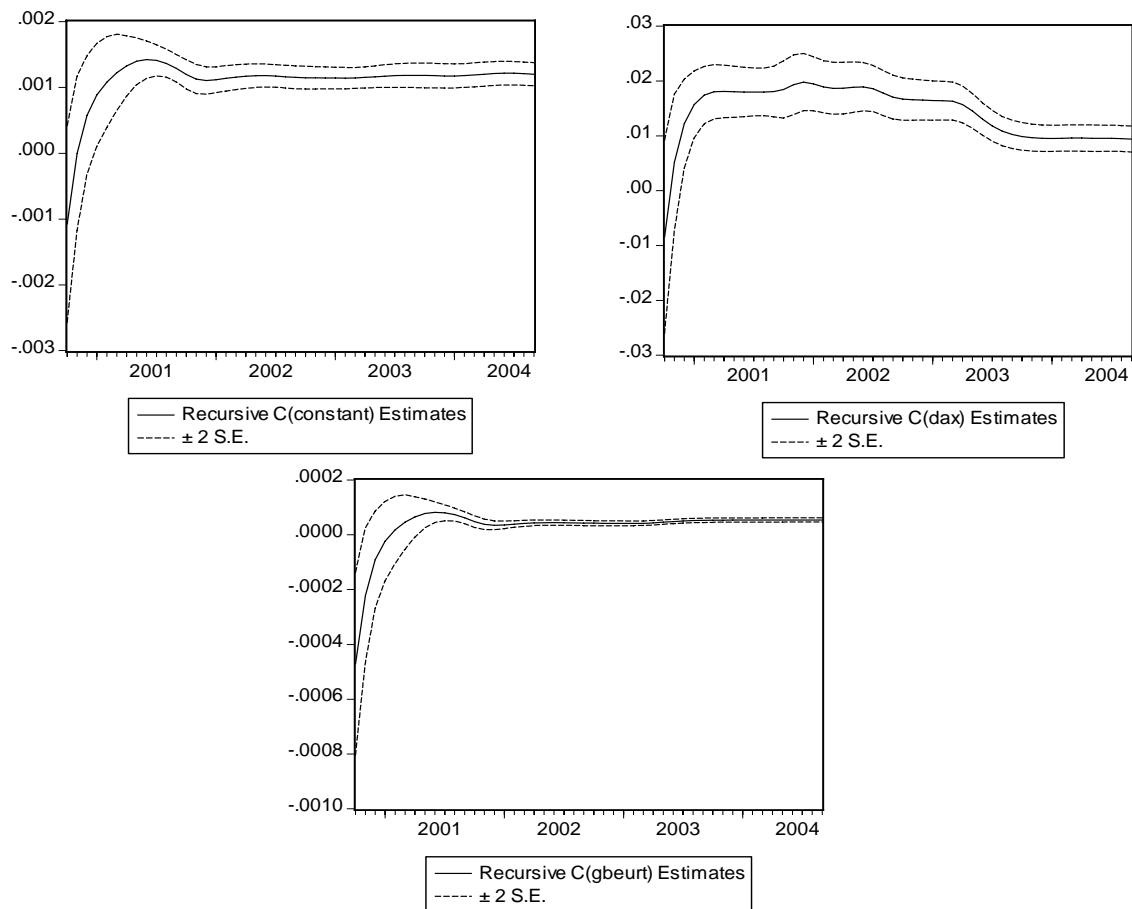 .002
.001
.000
-.001
-.002
-.003
2001 2002 2003 2004
Recursive C(constant) Estimates
± 2 S.E.
.03
.02
.01
.00
-.01
-.02
-.03
2001 2002 2003 2004
Recursive C(dax) Estimates
± 2 S.E.
.0002
.0000
-.0002
-.0004
-.0006
-.0008
-.0010
2001 2002 2003 2004
Recursive C(gbeurt) Estimates
± 2 S.E.